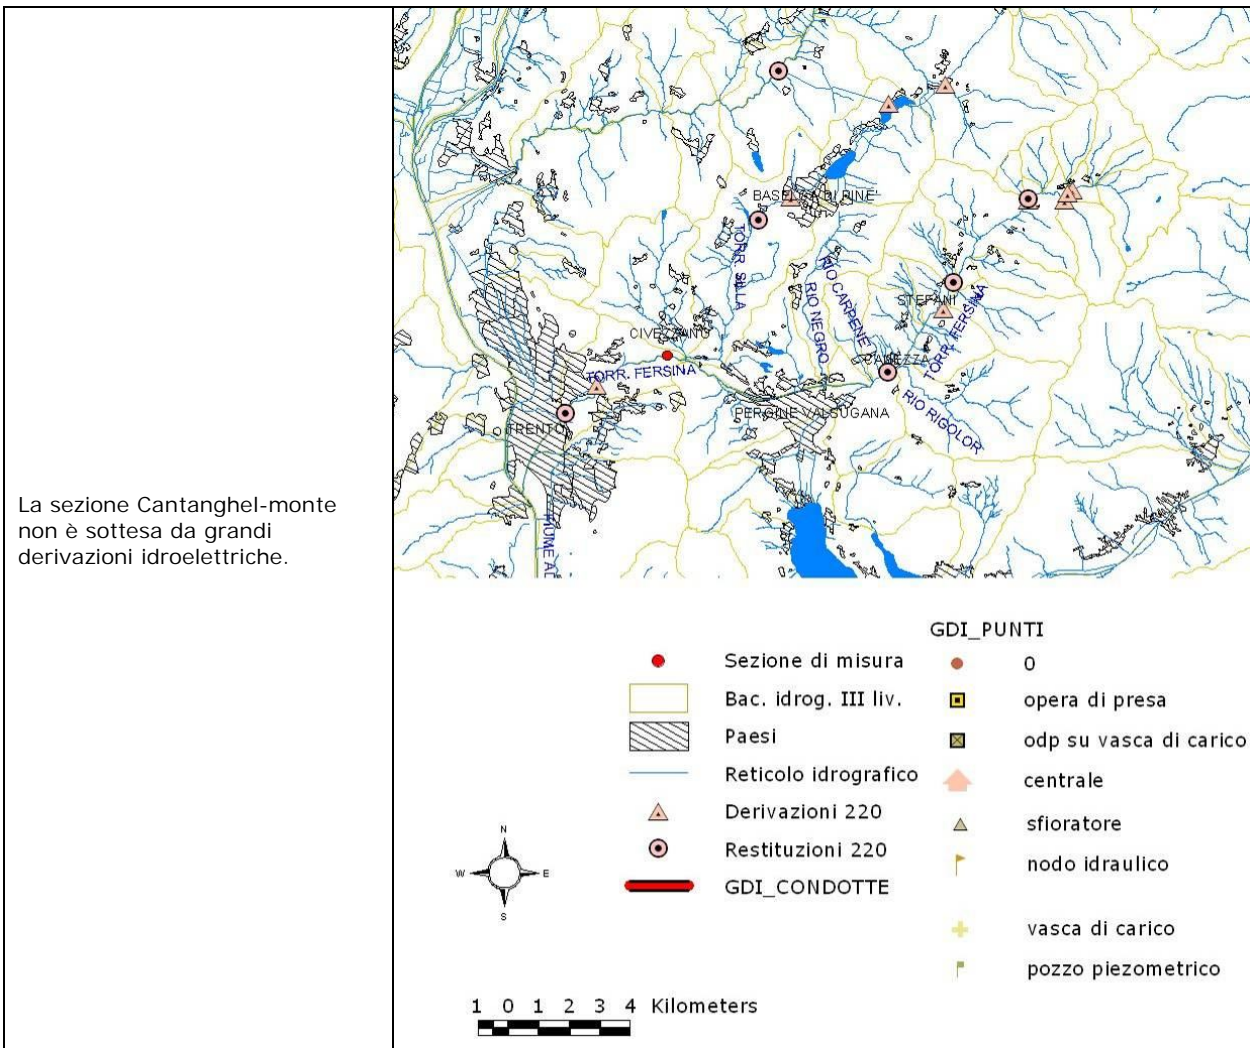 La sezione Cantanghel-monte
non è sottesa da grandi
derivazioni idroelettriche.
BASELGA DI PINE'
TORR. SILLA
RIO CARPENE
RIO NEGRO
STEFANI
TORR. FERSINA
CIVEZZANO
CANEZZA
TORR. FERSINA
RIO RIGOLOR
PERGINE VALSUGANA
TRENTO
FIUME AD
GDI_PUNTI
Sezione di misura
0
Bac. idrog. III liv.
opera di presa
Paesi
odp su vasca di carico
Reticolo idrografico
centrale
Derivazioni 220
sfioratore
Restituzioni 220
nodo idraulico
GDI_CONDOTTE
vasca di carico
pozzo piezometrico
N
W E
S
1 0 1 2 3 4 Kilometers